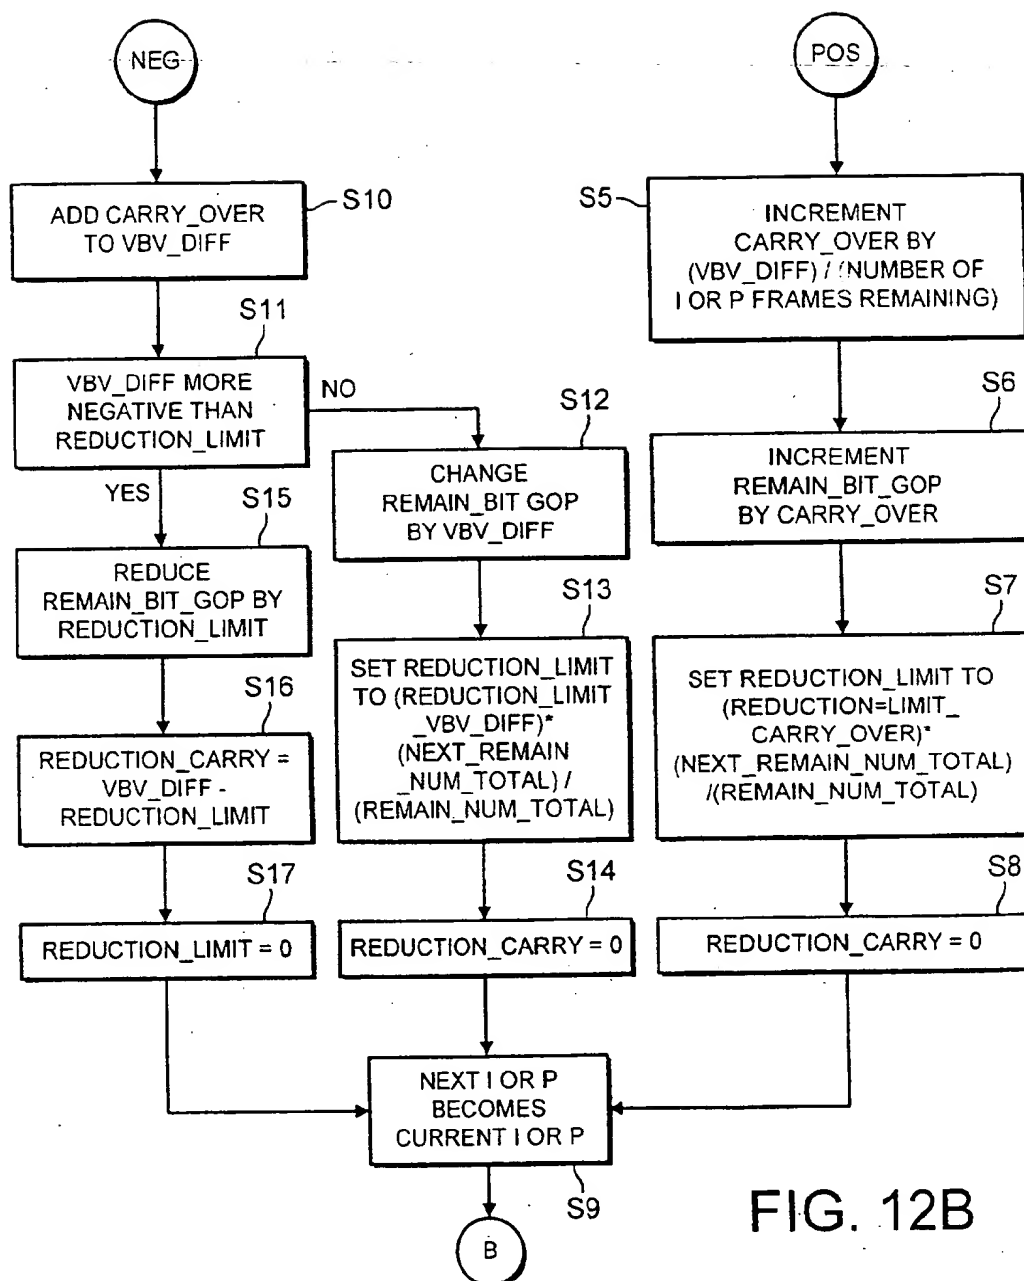 NEG
S10
ADD CARRY_OVER
TO VBV_DIFF
S11
VBV_DIFF MORE
NEGATIVE THAN
REDUCTION_LIMIT
NO
YES
S12
CHANGE
REMAIN_BIT GOP
BY VBV_DIFF
S15
REDUCE
REMAIN_BIT_GOP BY
REDUCTION_LIMIT
S13
SET REDUCTION_LIMIT
TO (REDUCTION_LIMIT
_VBV_DIFF)*
(NEXT_REMAIN
_NUM_TOTAL) /
(REMAIN_NUM_TOTAL)
S16
REDUCTION_CARRY =
VBV_DIFF -
REDUCTION_LIMIT
S17
REDUCTION_LIMIT = 0
S14
REDUCTION_CARRY = 0
POS
S5
INCREMENT
CARRY_OVER BY
(VBV_DIFF) / (NUMBER OF
I OR P FRAMES REMAINING)
S6
INCREMENT
REMAIN_BIT_GOP
BY CARRY_OVER
S7
SET REDUCTION_LIMIT TO
(REDUCTION=LIMIT_
CARRY_OVER)*
(NEXT_REMAIN_NUM_TOTAL)
/(REMAIN_NUM_TOTAL)
S8
REDUCTION_CARRY = 0
NEXT I OR P
BECOMES
CURRENT I OR P
S9
B
FIG. 12B